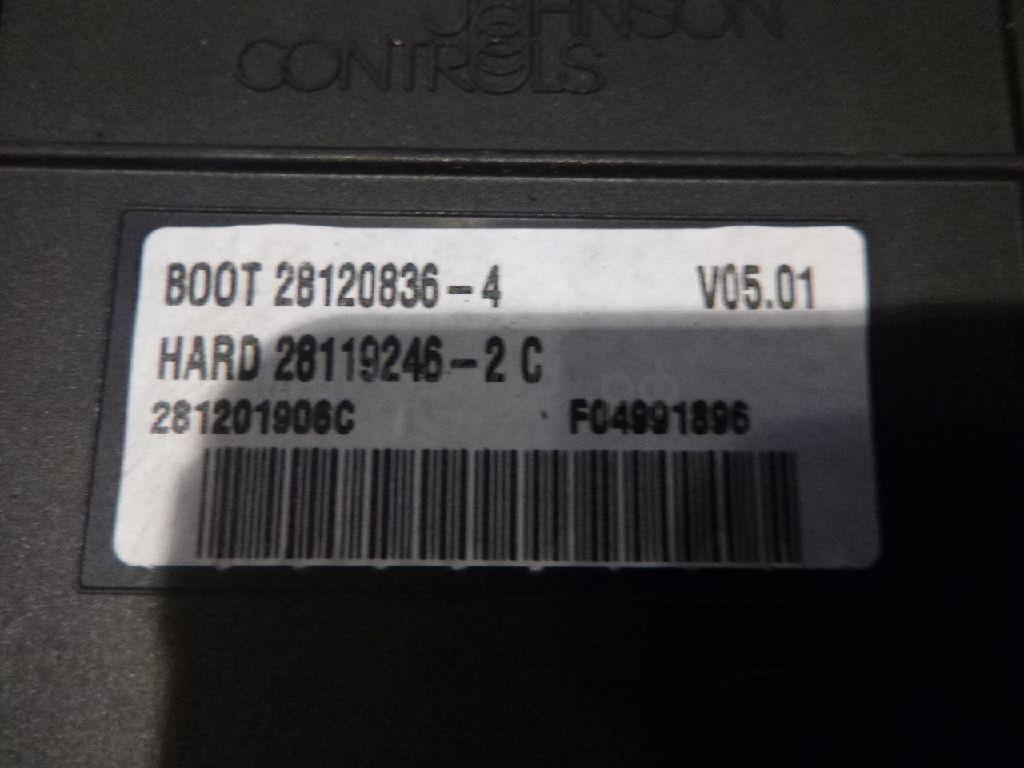 JOHNSON
CONTROLS
BOOT 28120836-4 V05.01
HARD 28119246-2 C
281201906C F04991896